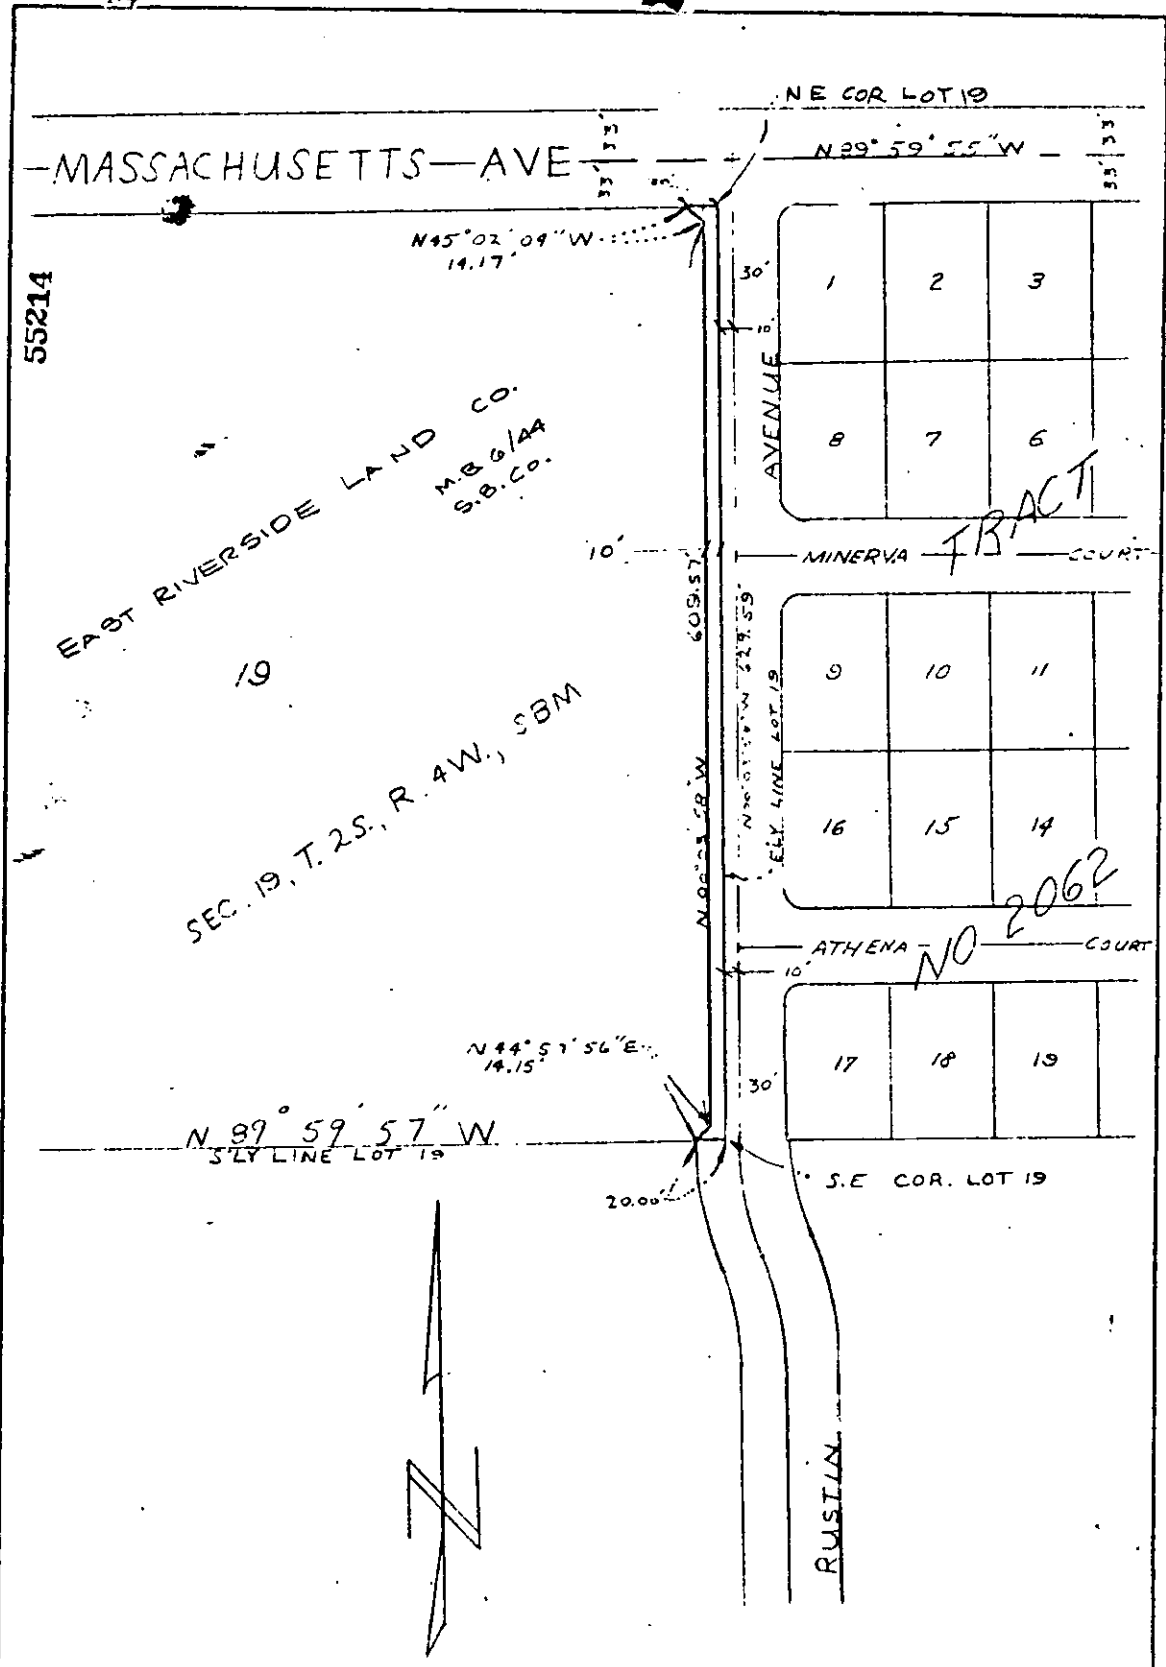 NE COR LOT 19
MASSACHUSETTS AVE
33'
33'
N89°59'55"W
33'
33'
N45°02'09"W
14.17'
55214
30'
10'
AVENUE
1
2
3
8
7
6
EAST RIVERSIDE LAND CO.
M.B 6/44
S.B. CO.
TRACT
10'
MINERVA
COURT
609.57'
629.59'
ELY LINE LOT 19
9
10
11
19
SEC. 19, T. 2S., R. 4W., SBM
16
15
14
NO 2062
ATHENA
COURT
10'
N44°57'56"E
14.15'
30'
17
18
19
N 89° 59' 57" W
S'LY LINE LOT 19
S.E COR. LOT 19
20.00'
N
RUSTIN